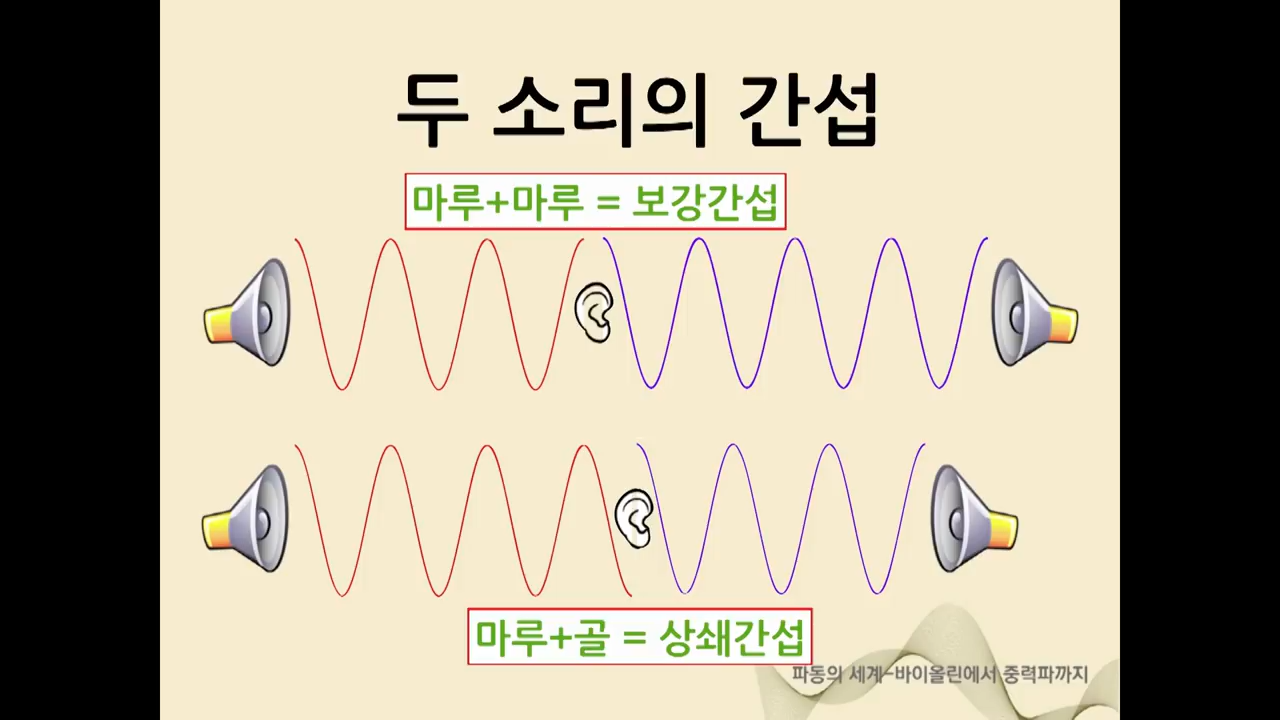 두 소리의 간섭
마루+마루 = 보강간섭
마루+골 = 상쇄간섭
파동의 세계-바이올린에서 중력파까지